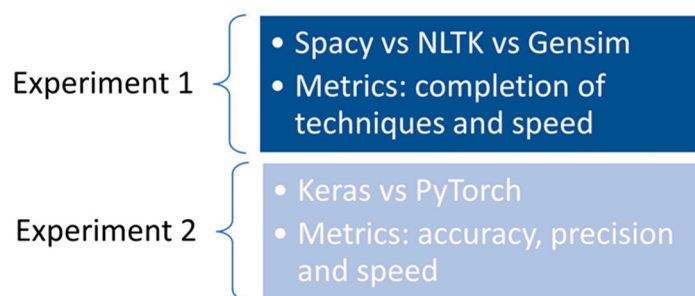 Experiment 1
• Spacy vs NLTK vs Gensim
• Metrics: completion of
techniques and speed
Experiment 2
• Keras vs PyTorch
• Metrics: accuracy, precision
and speed